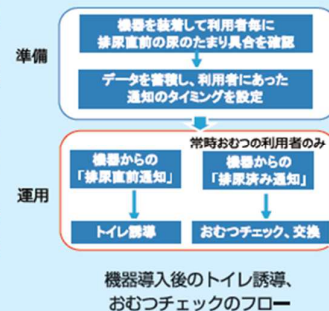 準備
機器を装着して利用者毎に
排尿直前の尿のたまり具合を確認
データを蓄積し、利用者にあった
通知のタイミングを設定
運用
常時おむつの利用者のみ
機器からの
「排尿直前通知」
機器からの
「排尿済み通知」
トイレ誘導
おむつチェック、交換
機器導入後のトイレ誘導、
おむつチェックのフロー